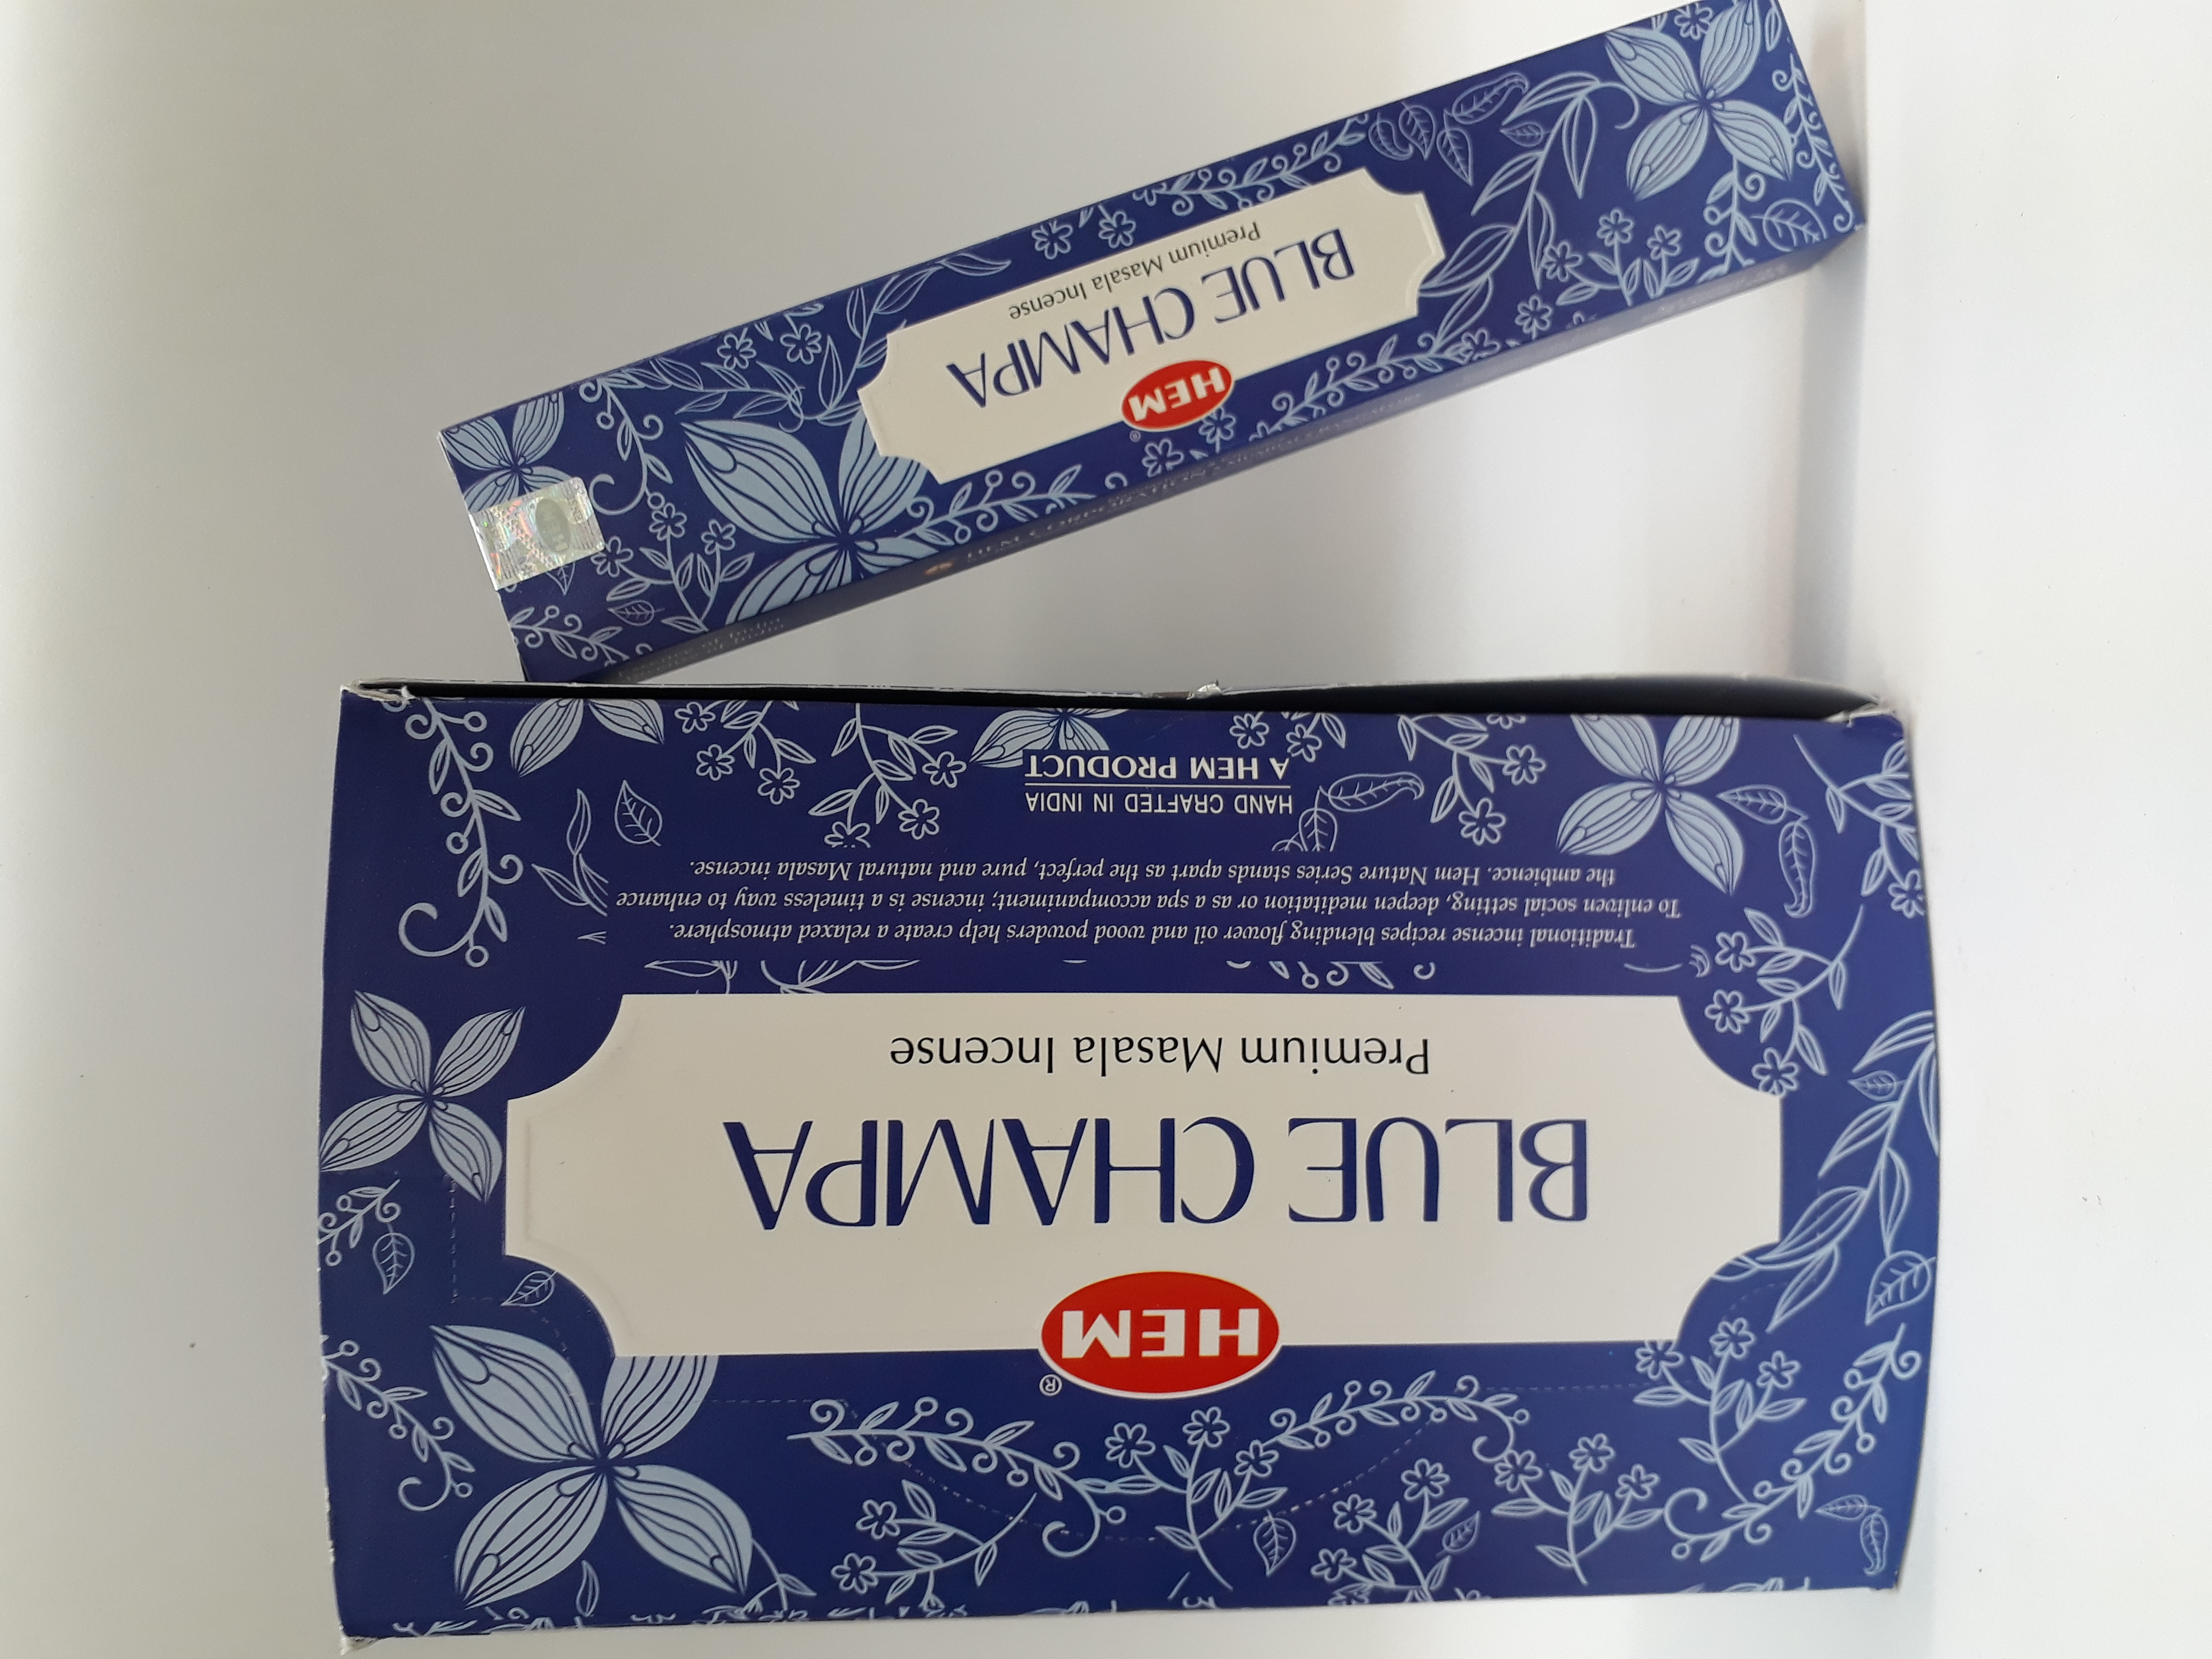 HEM®
BLUE CHAMPA
Premium Masala Incense
Traditional incense recipes blending flower oil and wood powders help create a relaxed atmosphere.
To enliven social setting, deepen meditation or as a spa accompaniment; incense is a timeless way to enhance
the ambience. Hem Nature Series stands apart as the perfect, pure and natural Masala incense.
HAND CRAFTED IN INDIA
A HEM PRODUCT
HEM
HEM®
BLUE CHAMPA
Premium Masala Incense